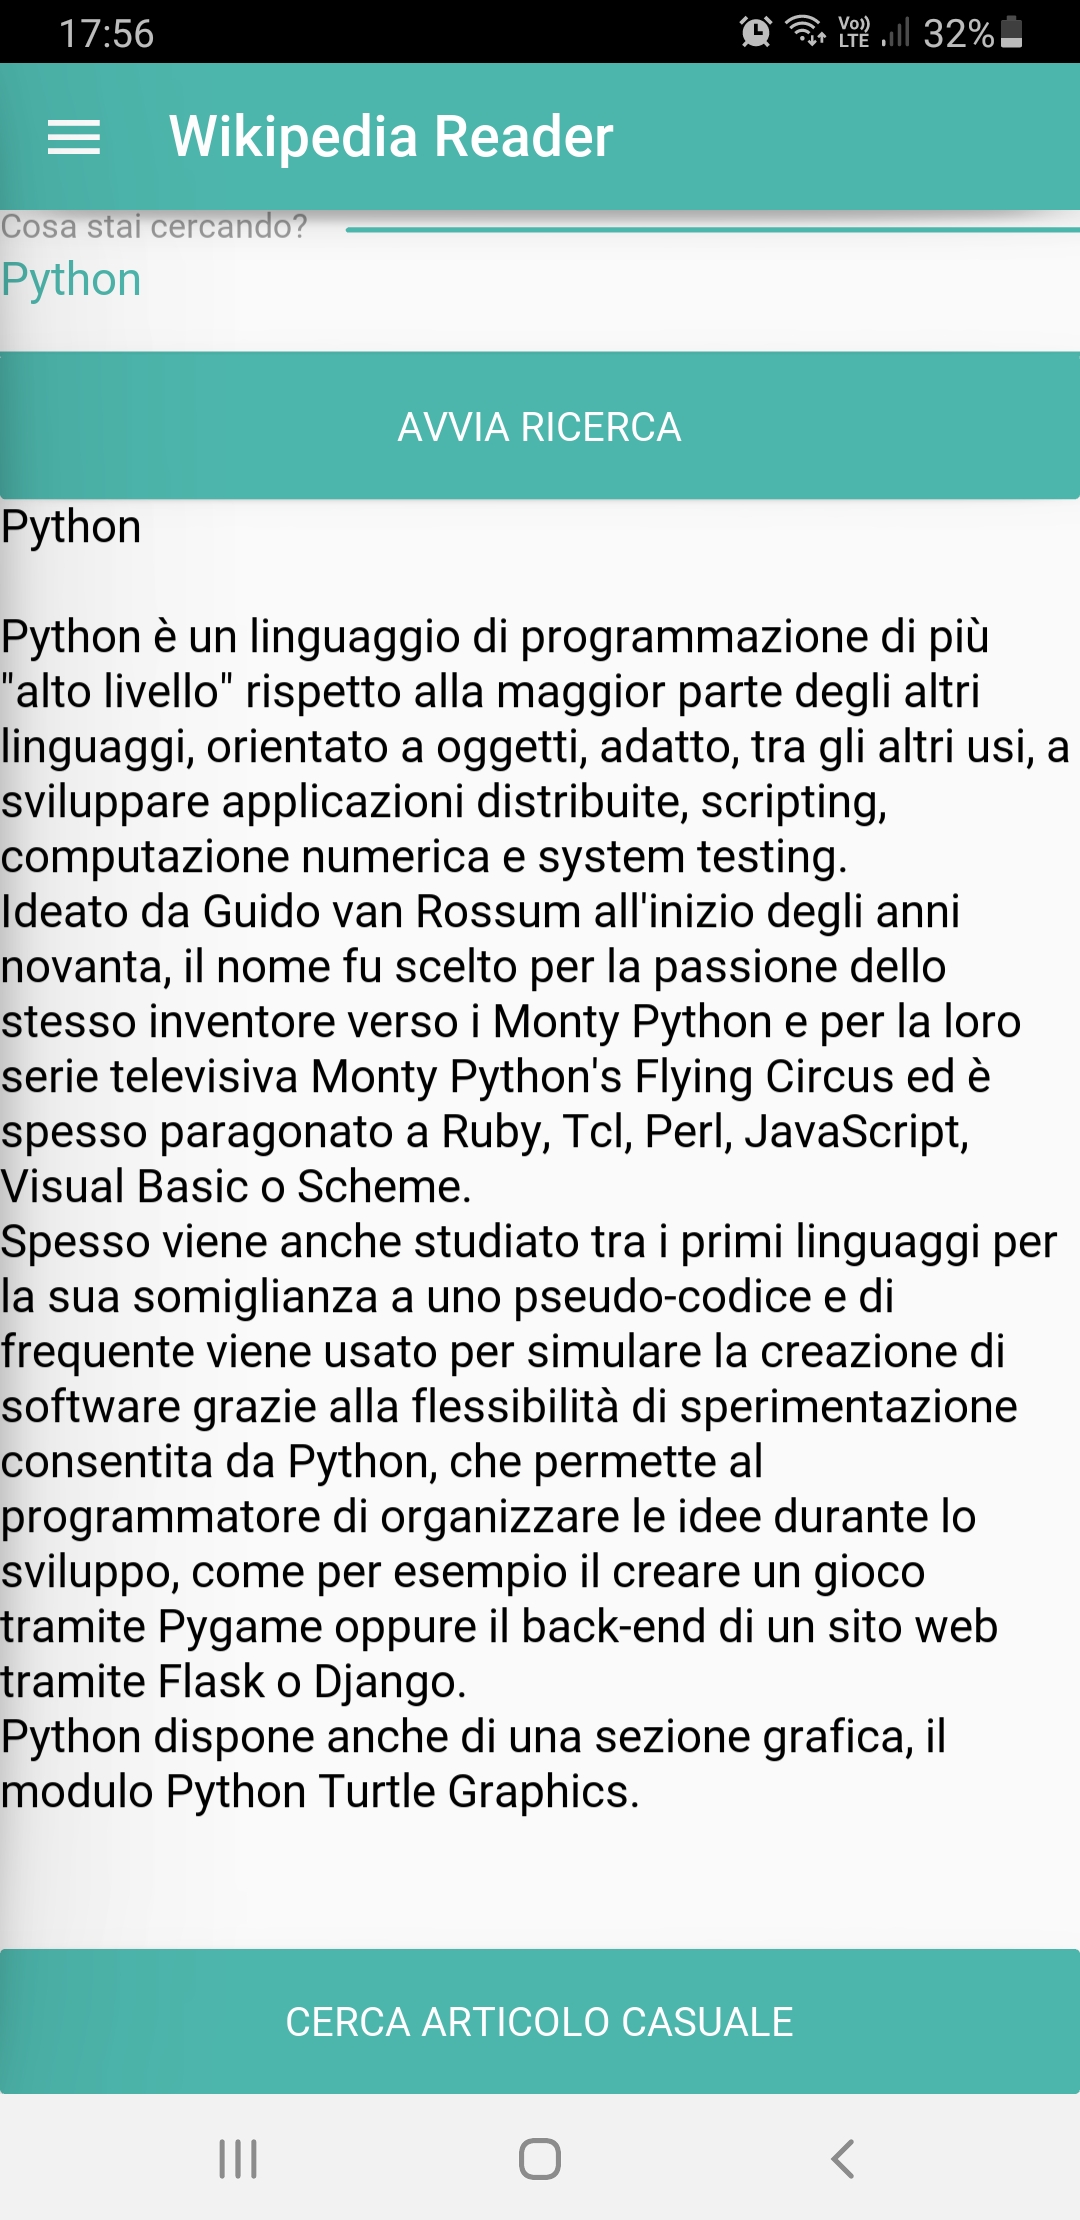 17:56
Vo)) LTE 32%
Wikipedia Reader
Cosa stai cercando?
Python
AVVIA RICERCA
Python
Python è un linguaggio di programmazione di più
"alto livello" rispetto alla maggior parte degli altri
linguaggi, orientato a oggetti, adatto, tra gli altri usi, a
sviluppare applicazioni distribuite, scripting,
computazione numerica e system testing.
Ideato da Guido van Rossum all'inizio degli anni
novanta, il nome fu scelto per la passione dello
stesso inventore verso i Monty Python e per la loro
serie televisiva Monty Python's Flying Circus ed è
spesso paragonato a Ruby, Tcl, Perl, JavaScript,
Visual Basic o Scheme.
Spesso viene anche studiato tra i primi linguaggi per
la sua somiglianza a uno pseudo-codice e di
frequente viene usato per simulare la creazione di
software grazie alla flessibilità di sperimentazione
consentita da Python, che permette al
programmatore di organizzare le idee durante lo
sviluppo, come per esempio il creare un gioco
tramite Pygame oppure il back-end di un sito web
tramite Flask o Django.
Python dispone anche di una sezione grafica, il
modulo Python Turtle Graphics.
CERCA ARTICOLO CASUALE